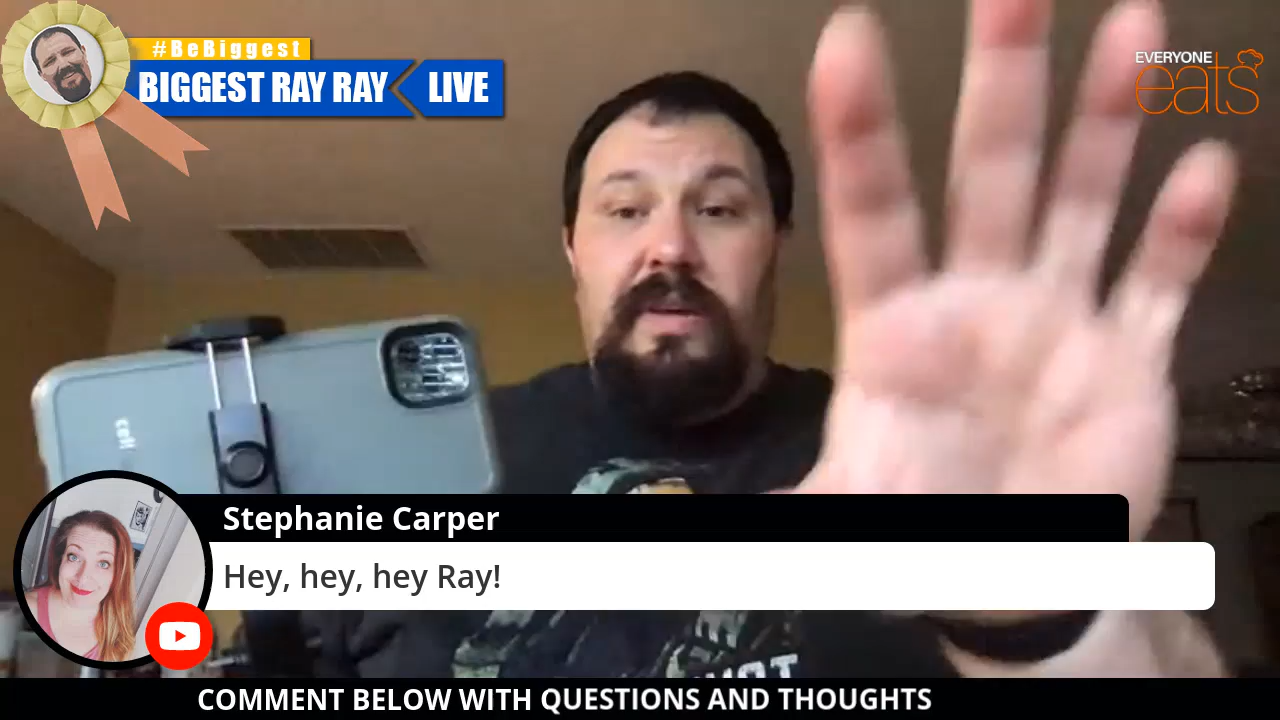 #BeBiggest
BIGGEST RAY RAY
LIVE
EVERYONE
eats
Stephanie Carper
Hey, hey, hey Ray!
COMMENT BELOW WITH QUESTIONS AND THOUGHTS